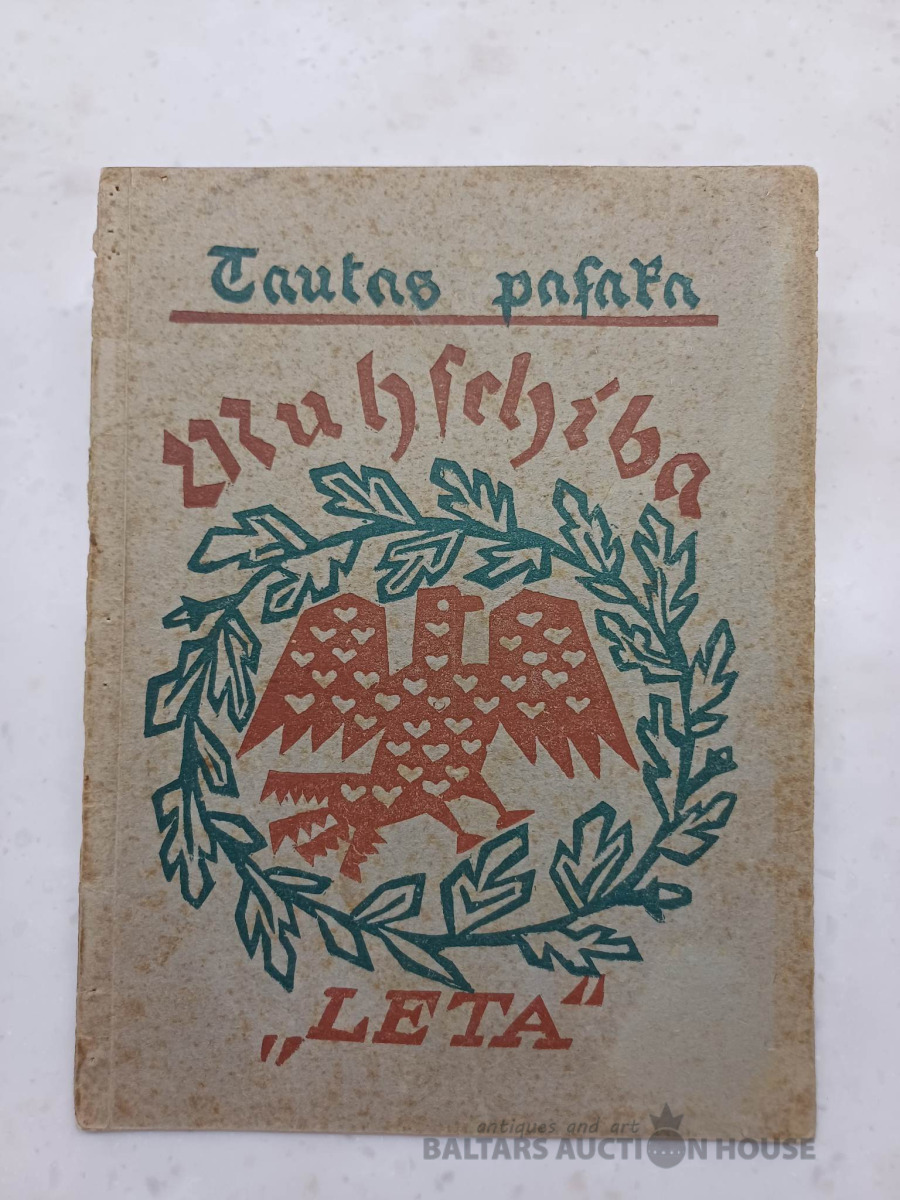 Tautas paſaka
Muhſchiba
„LETA"
antiques and art
BALTARS AUCTION HOUSE